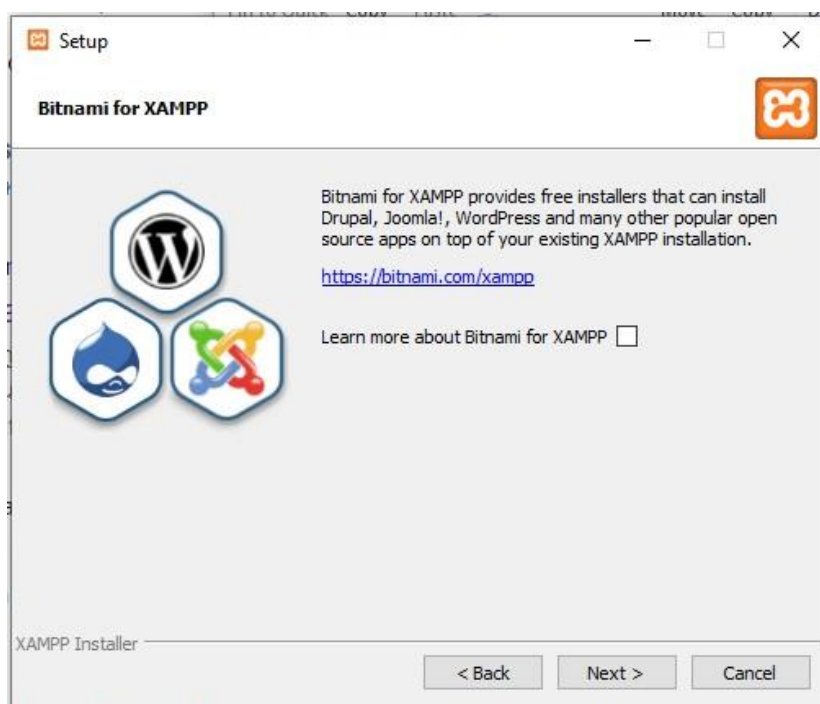 Setup
Bitnami for XAMPP
Bitnami for XAMPP provides free installers that can install
Drupal, Joomla!, WordPress and many other popular open
source apps on top of your existing XAMPP installation.
https://bitnami.com/xampp
Learn more about Bitnami for XAMPP
XAMPP Installer
< Back
Next >
Cancel